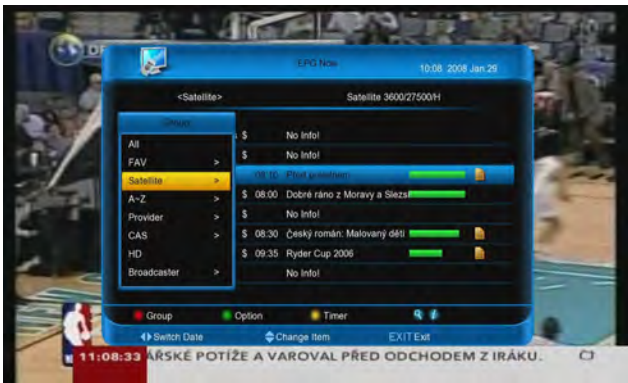 EPG Now
10:08 2008 Jan.29
<Satellite>
Satellite 3600/27500/H
Group
All
FAV >
Satellite >
A~Z >
Provider >
CAS >
HD
Broadcaster >
$ No Info!
$ No Info!
08:10
$ 08:00 Dobré ráno z Moravy a Slezs
$ No Info!
$ 08:30 Český román: Malovaný děti
$ 09:35 Ryder Cup 2006
No Info!
Group
Option
Timer
Switch Date
Change Item
EXIT Exit
11:08:33 ÁŘSKÉ POTÍŽE A VAROVAL PŘED ODCHODEM Z IRÁKU.